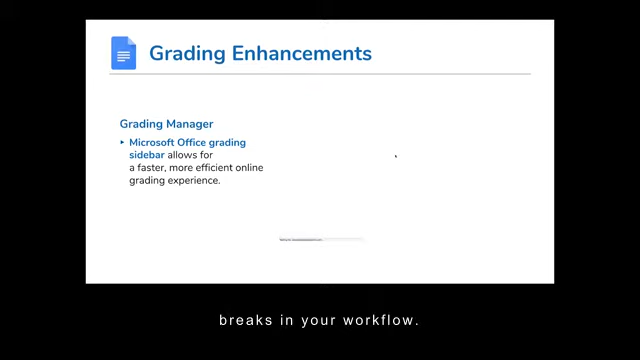 Grading Enhancements
Grading Manager
Microsoft Office grading
sidebar allows for
a faster, more efficient online
grading experience.
breaks in your workflow.